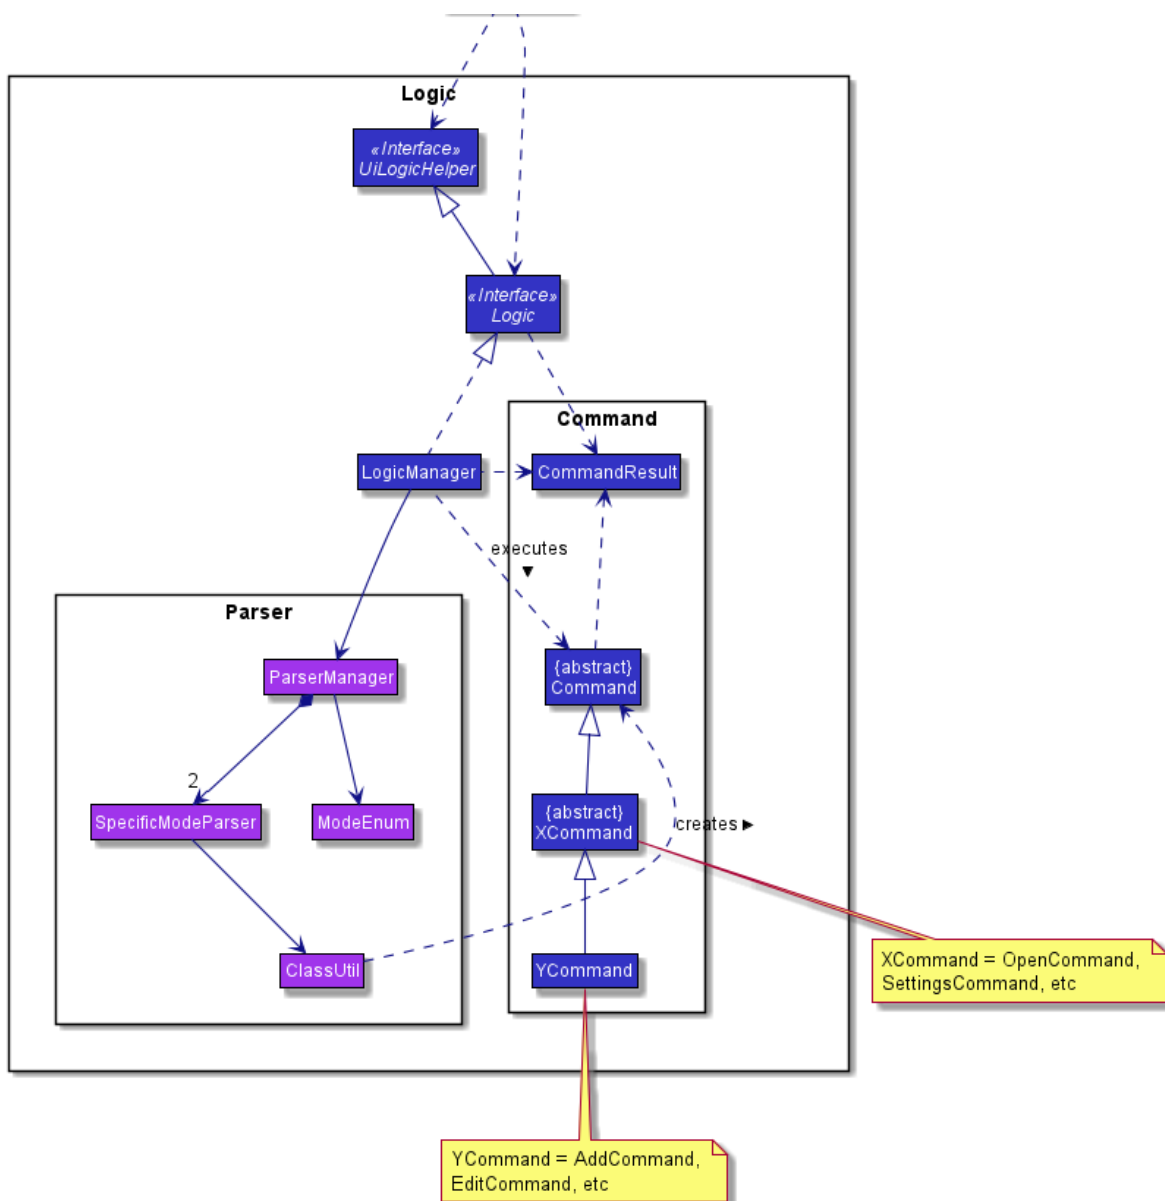 Logic
«Interface»
UiLogicHelper
«Interface»
Logic
Command
LogicManager
CommandResult
executes
Parser
{abstract}
Command
ParserManager
2
SpecificModeParser
ModeEnum
{abstract}
XCommand
creates
ClassUtil
YCommand
XCommand = OpenCommand,
SettingsCommand, etc
YCommand = AddCommand,
EditCommand, etc